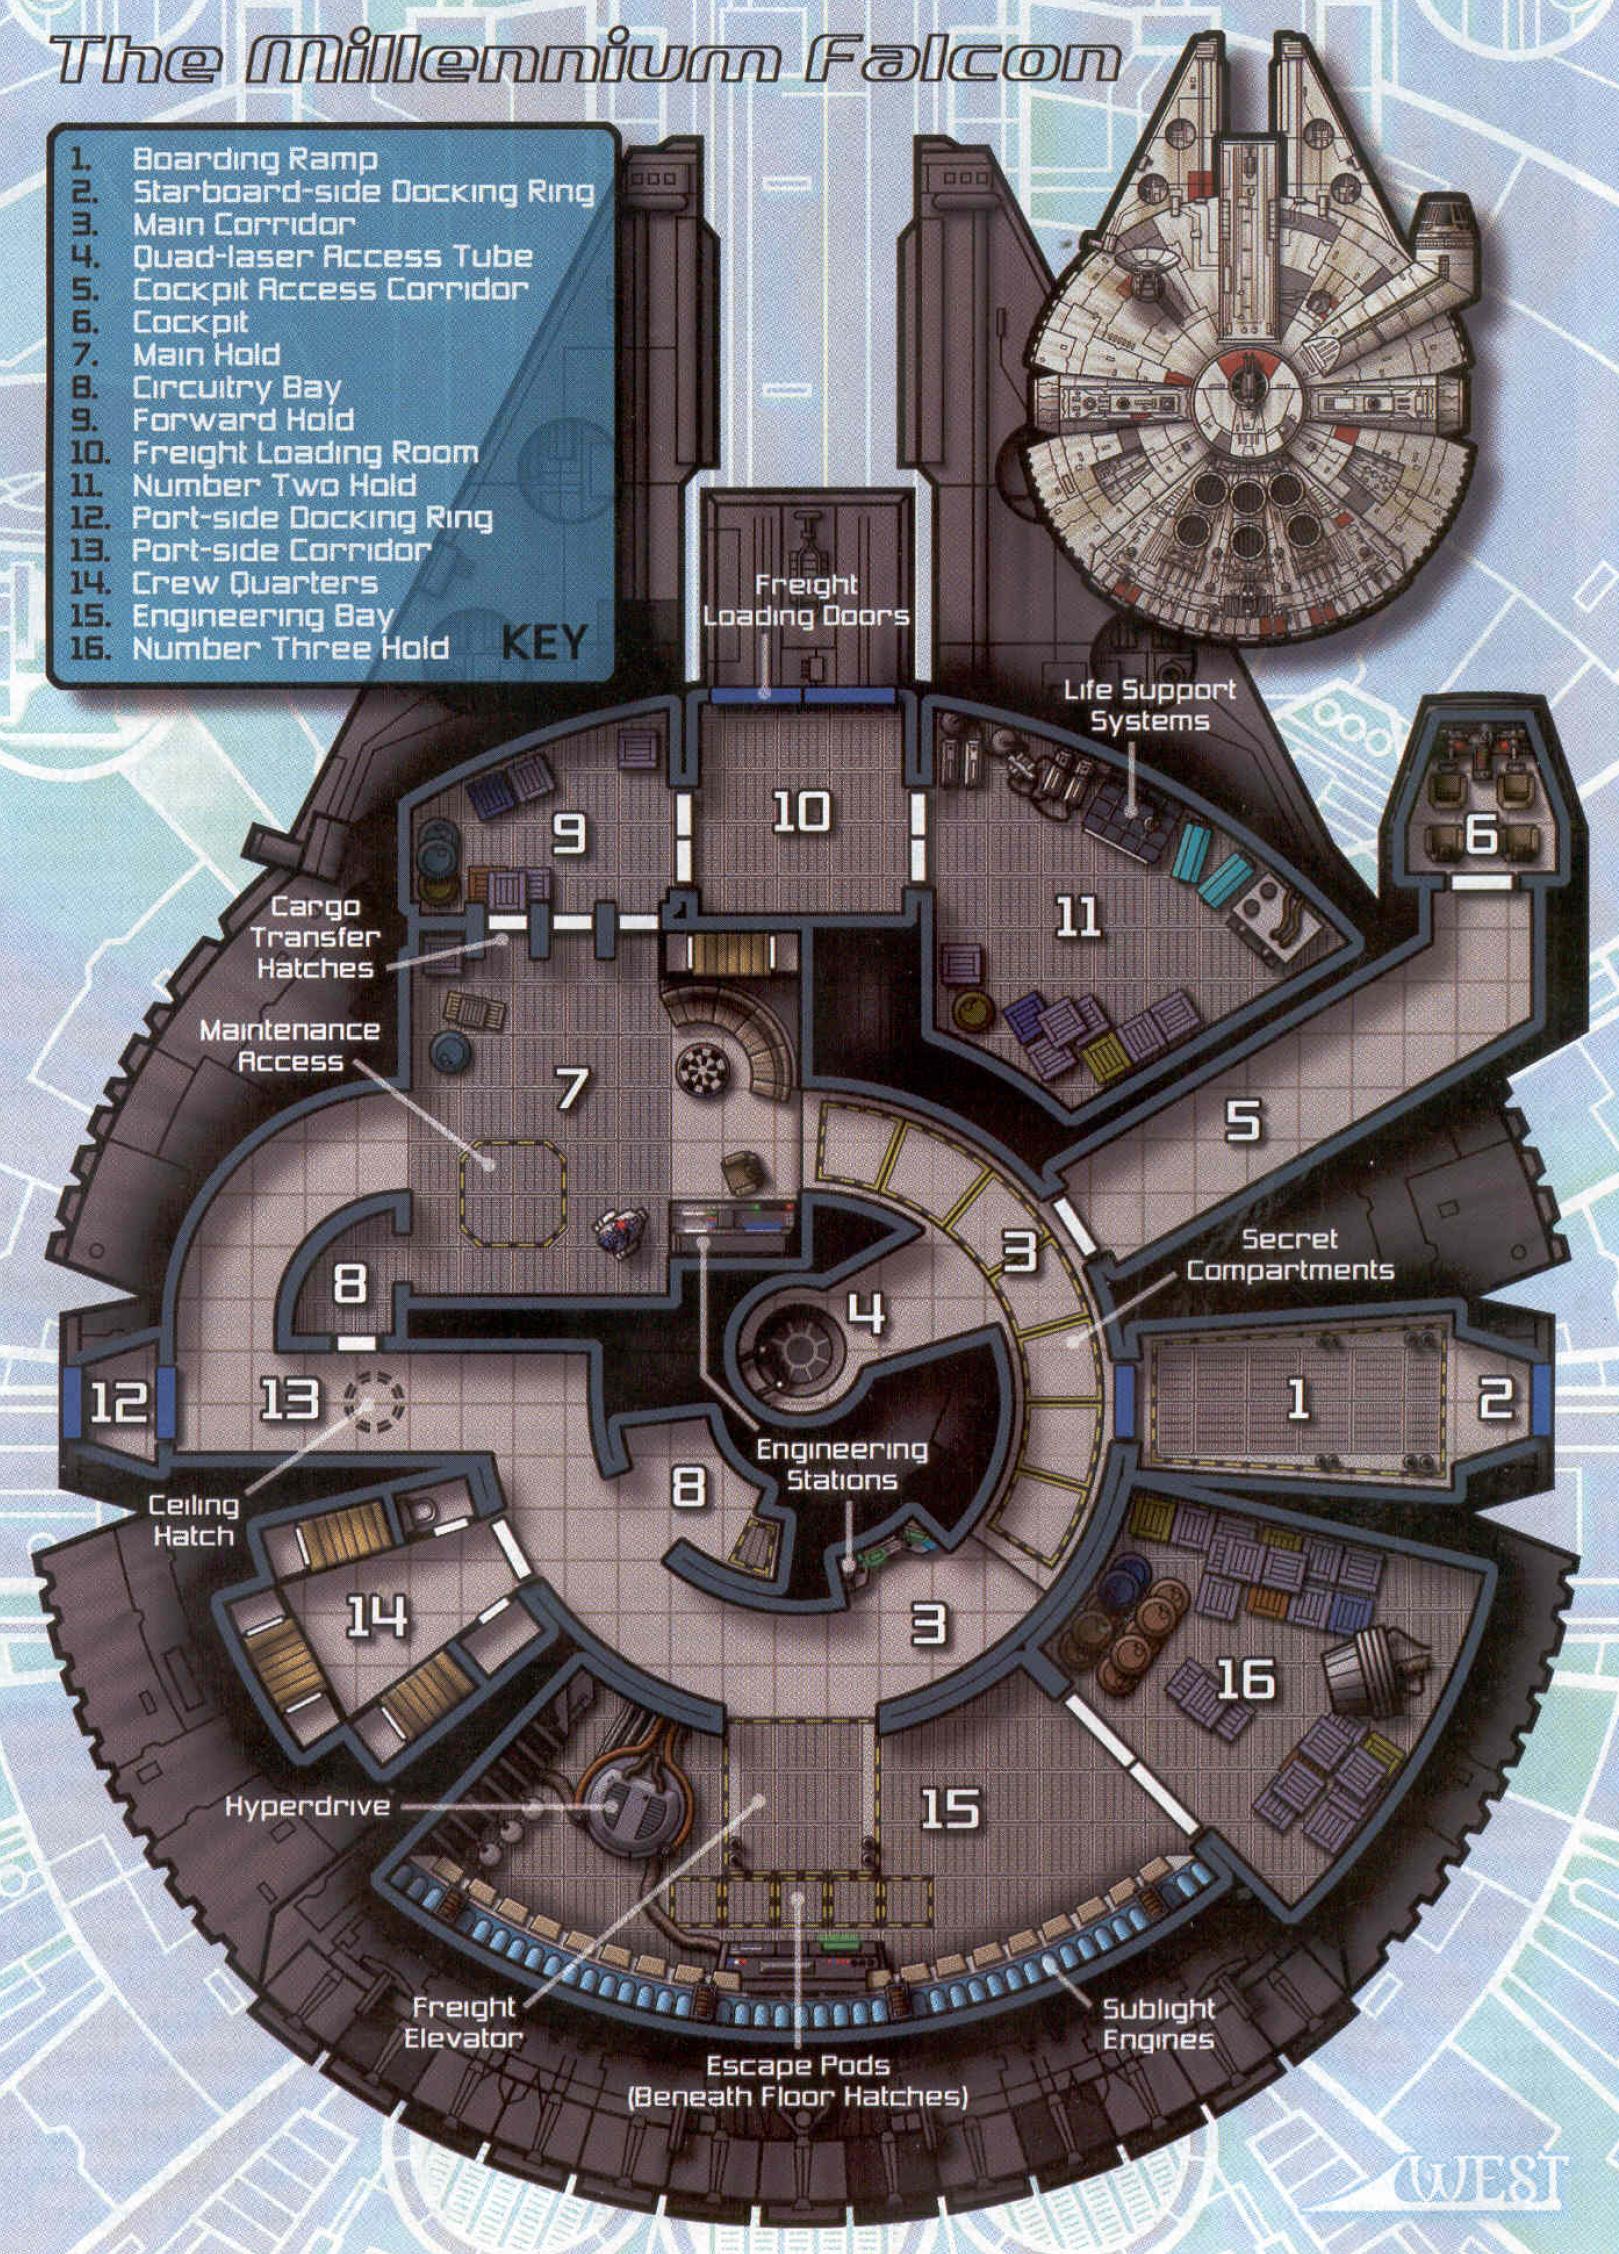 The Millennium Falcon
1. Boarding Ramp
2. Starboard-side Docking Ring
3. Main Corridor
4. Quad-laser Access Tube
5. Cockpit Access Corridor
6. Cockpit
7. Main Hold
8. Circuitry Bay
9. Forward Hold
10. Freight Loading Room
11. Number Two Hold
12. Port-side Docking Ring
13. Port-side Corridor
14. Crew Quarters
15. Engineering Bay
16. Number Three Hold
KEY
Freight
Loading Doors
Life Support
Systems
9
10
6
11
Cargo
Transfer
Hatches
Maintenance
Access
7
5
3
Secret
Compartments
8
4
12
13
1
2
Engineering
Stations
8
Ceiling
Hatch
14
3
16
Hyperdrive
15
Freight
Elevator
Escape Pods
(Beneath Floor Hatches)
Sublight
Engines
WEST